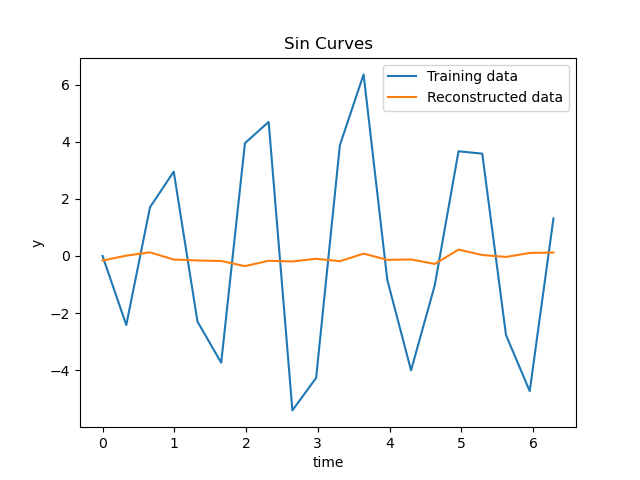 Sin Curves
Training data
Reconstructed data
y
6
4
2
0
−2
−4
0 1 2 3 4 5 6
time